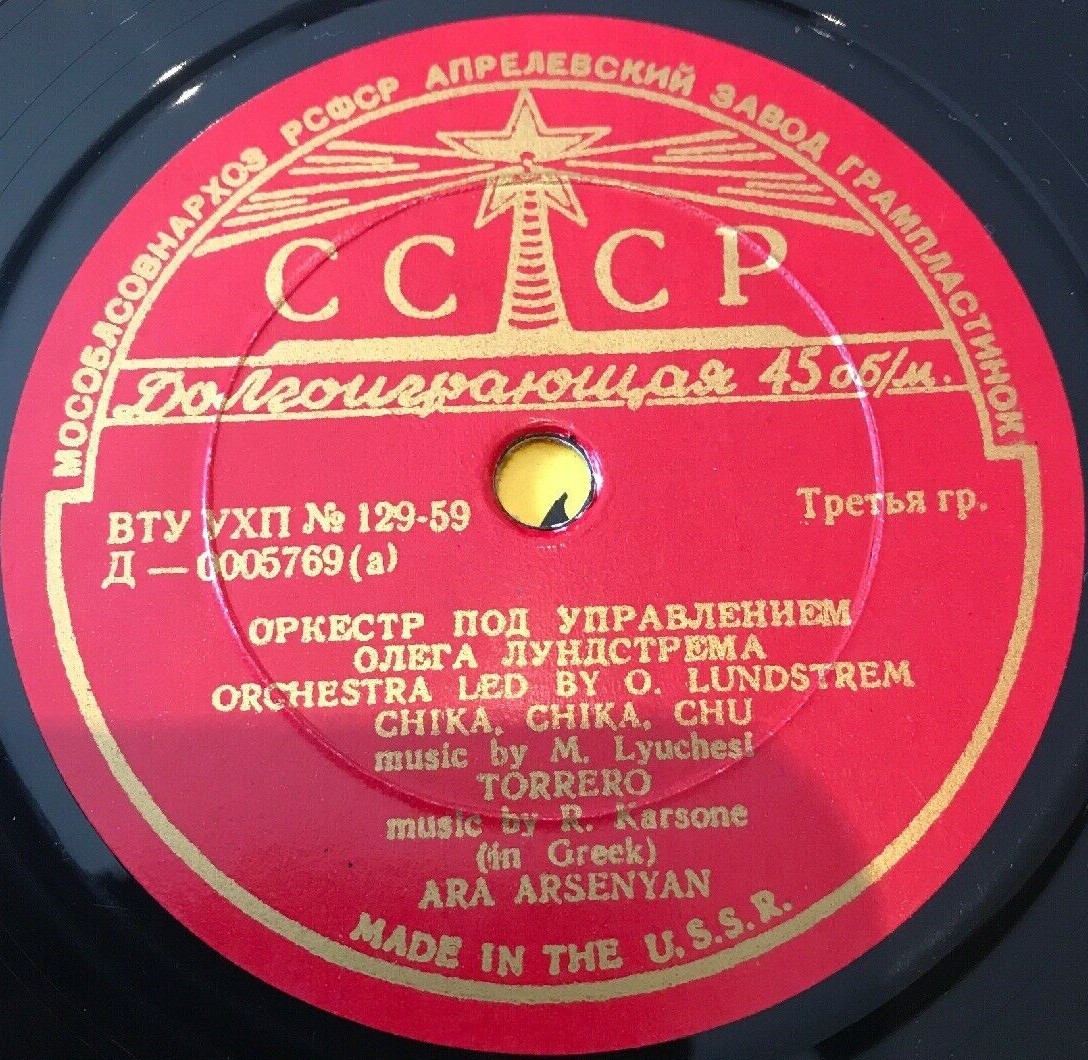 МОСОБЛСОВНАРХОЗ РСФСР АПРЕЛЕВСКИЙ ЗАВОД ГРАМПЛАСТИНОК
СССР
Долгоиграющая 45 об/м.
ВТУ УХП № 129-59
Третья гр.
Д — 0005769 (а)
ОРКЕСТР ПОД УПРАВЛЕНИЕМ
ОЛЕГА ЛУНДСТРЕМА
ORCHESTRA LED BY O. LUNDSTREM
CHIKA, CHIKA, CHU
music by M. Lyuchesi
TORRERO
music by R. Karsone
(in Greek)
ARA ARSENYAN
MADE IN THE U.S.S.R.